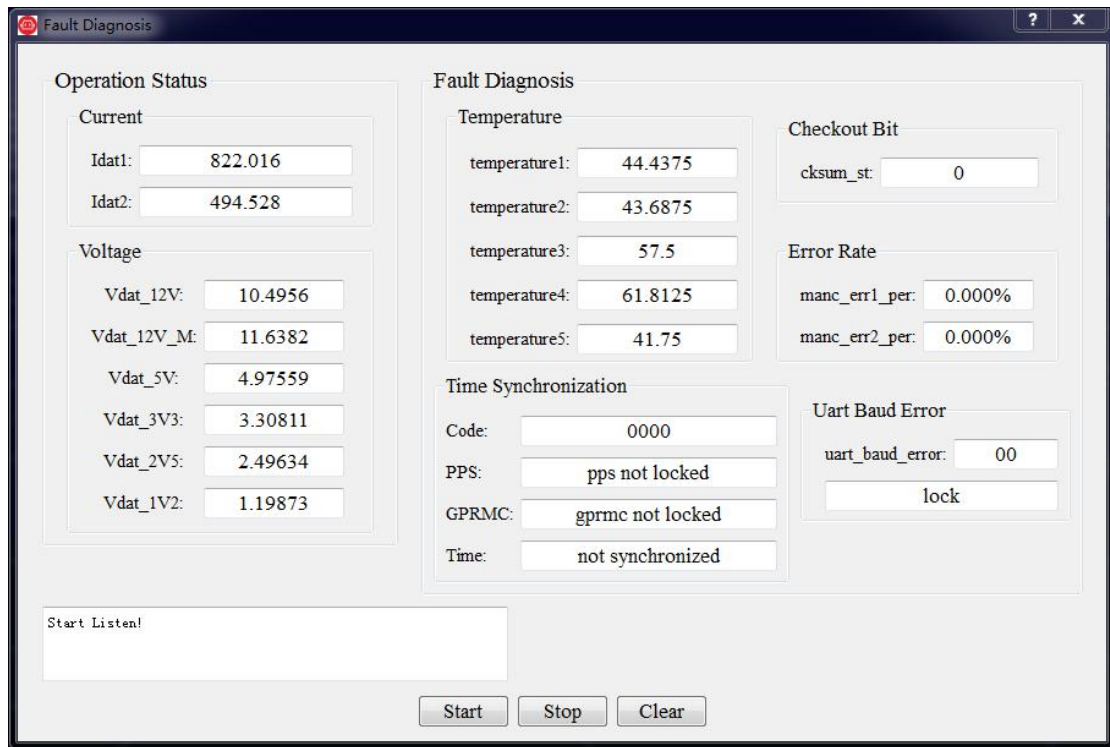 Fault Diagnosis
? x
Operation Status
Current
Idat1: 822.016
Idat2: 494.528
Voltage
Vdat_12V: 10.4956
Vdat_12V_M: 11.6382
Vdat_5V: 4.97559
Vdat_3V3: 3.30811
Vdat_2V5: 2.49634
Vdat_1V2: 1.19873
Fault Diagnosis
Temperature
temperature1: 44.4375
temperature2: 43.6875
temperature3: 57.5
temperature4: 61.8125
temperature5: 41.75
Checkout Bit
cksum_st: 0
Error Rate
manc_err1_per: 0.000%
manc_err2_per: 0.000%
Time Synchronization
Code: 0000
PPS: pps not locked
GPRMC: gprmc not locked
Time: not synchronized
Uart Baud Error
uart_baud_error: 00
lock
Start Listen!
Start Stop Clear